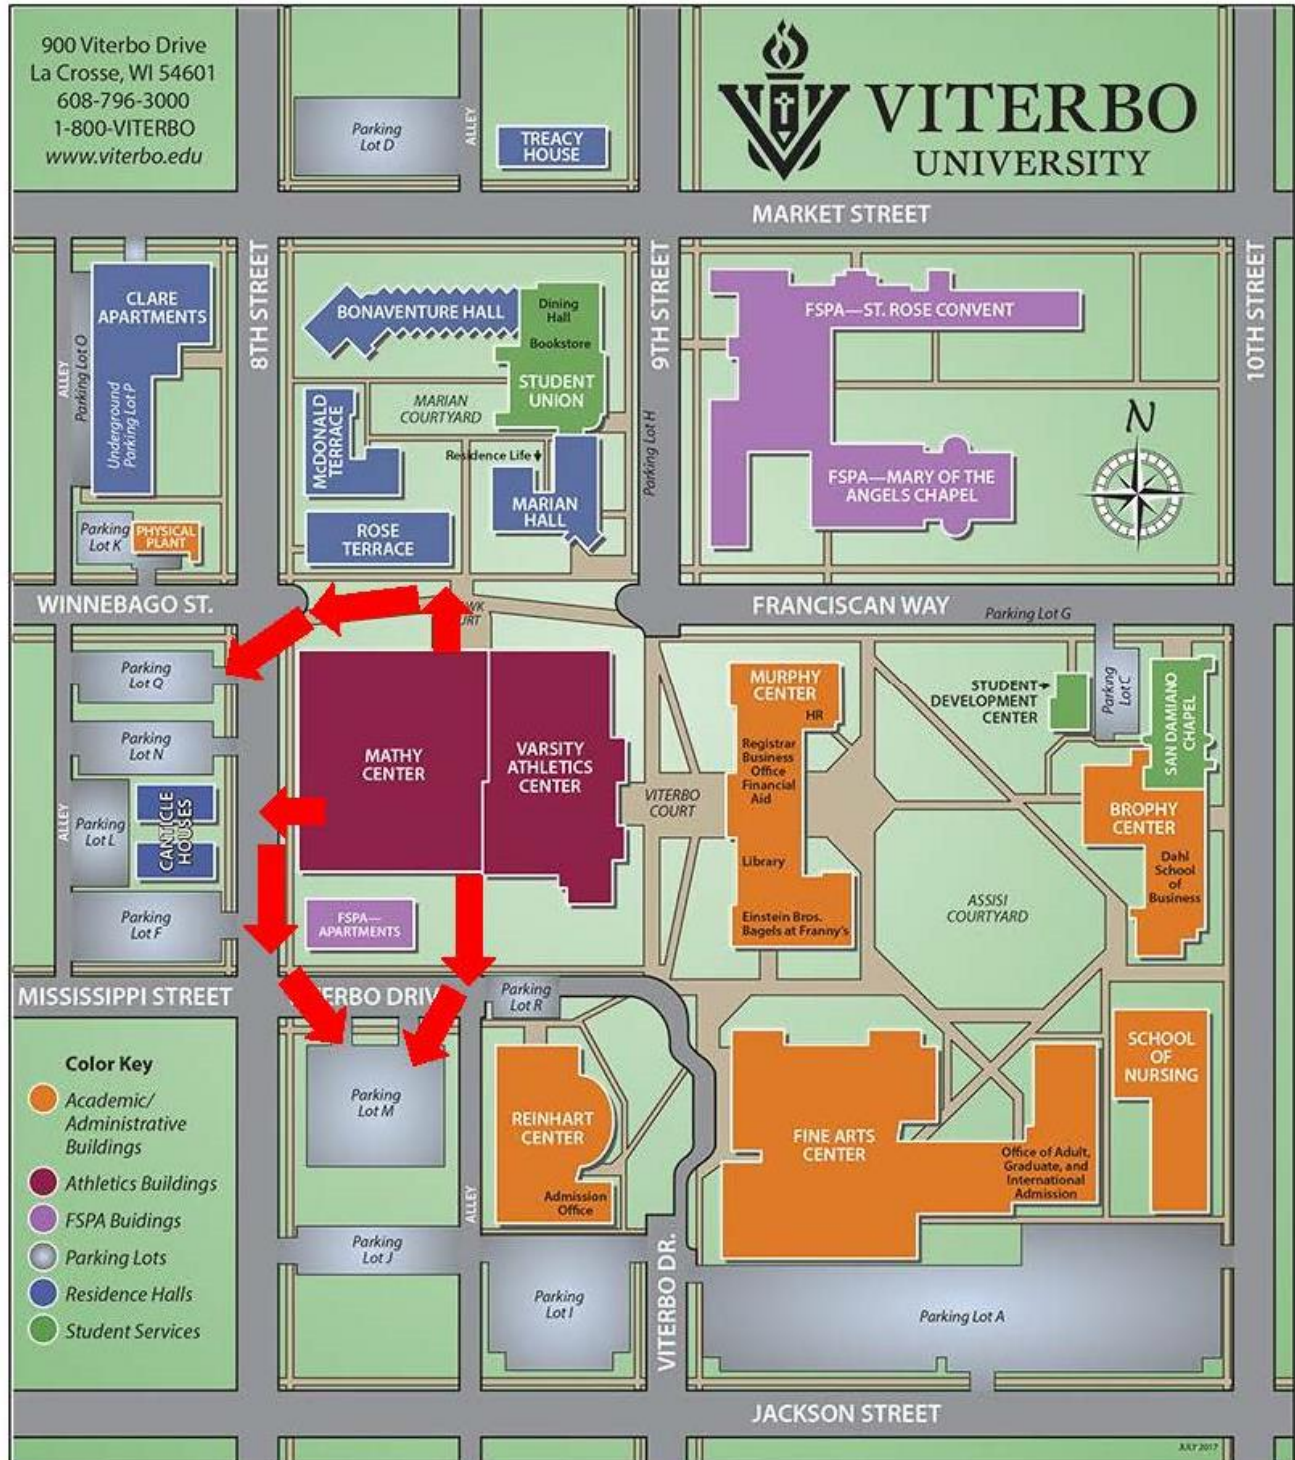 900 Viterbo Drive
La Crosse, WI 54601
608-796-3000
1-800-VITERBO
www.viterbo.edu
Parking
Lot D
ALLEY
TREACY
HOUSE
VITERBO
UNIVERSITY
MARKET STREET
8TH STREET
9TH STREET
10TH STREET
CLARE
APARTMENTS
Underground
Parking Lot P
ALLEY
Parking Lot O
BONAVENTURE HALL
Dining
Hall
Bookstore
STUDENT
UNION
MARIAN
COURTYARD
McDONALD
TERRACE
Residence Life
MARIAN
HALL
ROSE
TERRACE
Parking Lot H
FSPA—ST. ROSE CONVENT
FSPA—MARY OF THE
ANGELS CHAPEL
N
Parking
Lot K
PHYSICAL
PLANT
WINNEBAGO ST.
FRANCISCAN WAY
Parking Lot G
Parking
Lot Q
Parking
Lot N
ALLEY
Parking
Lot L
CANTICLE
HOUSES
Parking
Lot F
MATHY
CENTER
VARSITY
ATHLETICS
CENTER
FSPA—
APARTMENTS
VITERBO
COURT
MURPHY
CENTER
HR
Registrar
Business
Office
Financial
Aid
Library
Einstein Bros.
Bagels at Franny's
STUDENT
DEVELOPMENT
CENTER
Parking
Lot C
SAN DAMIANO
CHAPEL
BROPHY
CENTER
Dahl
School
of
Business
ASSISI
COURTYARD
MISSISSIPPI STREET
Parking
Lot R
Parking
Lot M
REINHART
CENTER
Admission
Office
FINE ARTS
CENTER
Office of Adult,
Graduate, and
International
Admission
SCHOOL
OF
NURSING
Color Key
Academic/
Administrative
Buildings
Athletics Buildings
FSPA Buidings
Parking Lots
Residence Halls
Student Services
ALLEY
Parking
Lot J
Parking
Lot I
VITERBO DR.
Parking Lot A
JACKSON STREET
JULY 2017